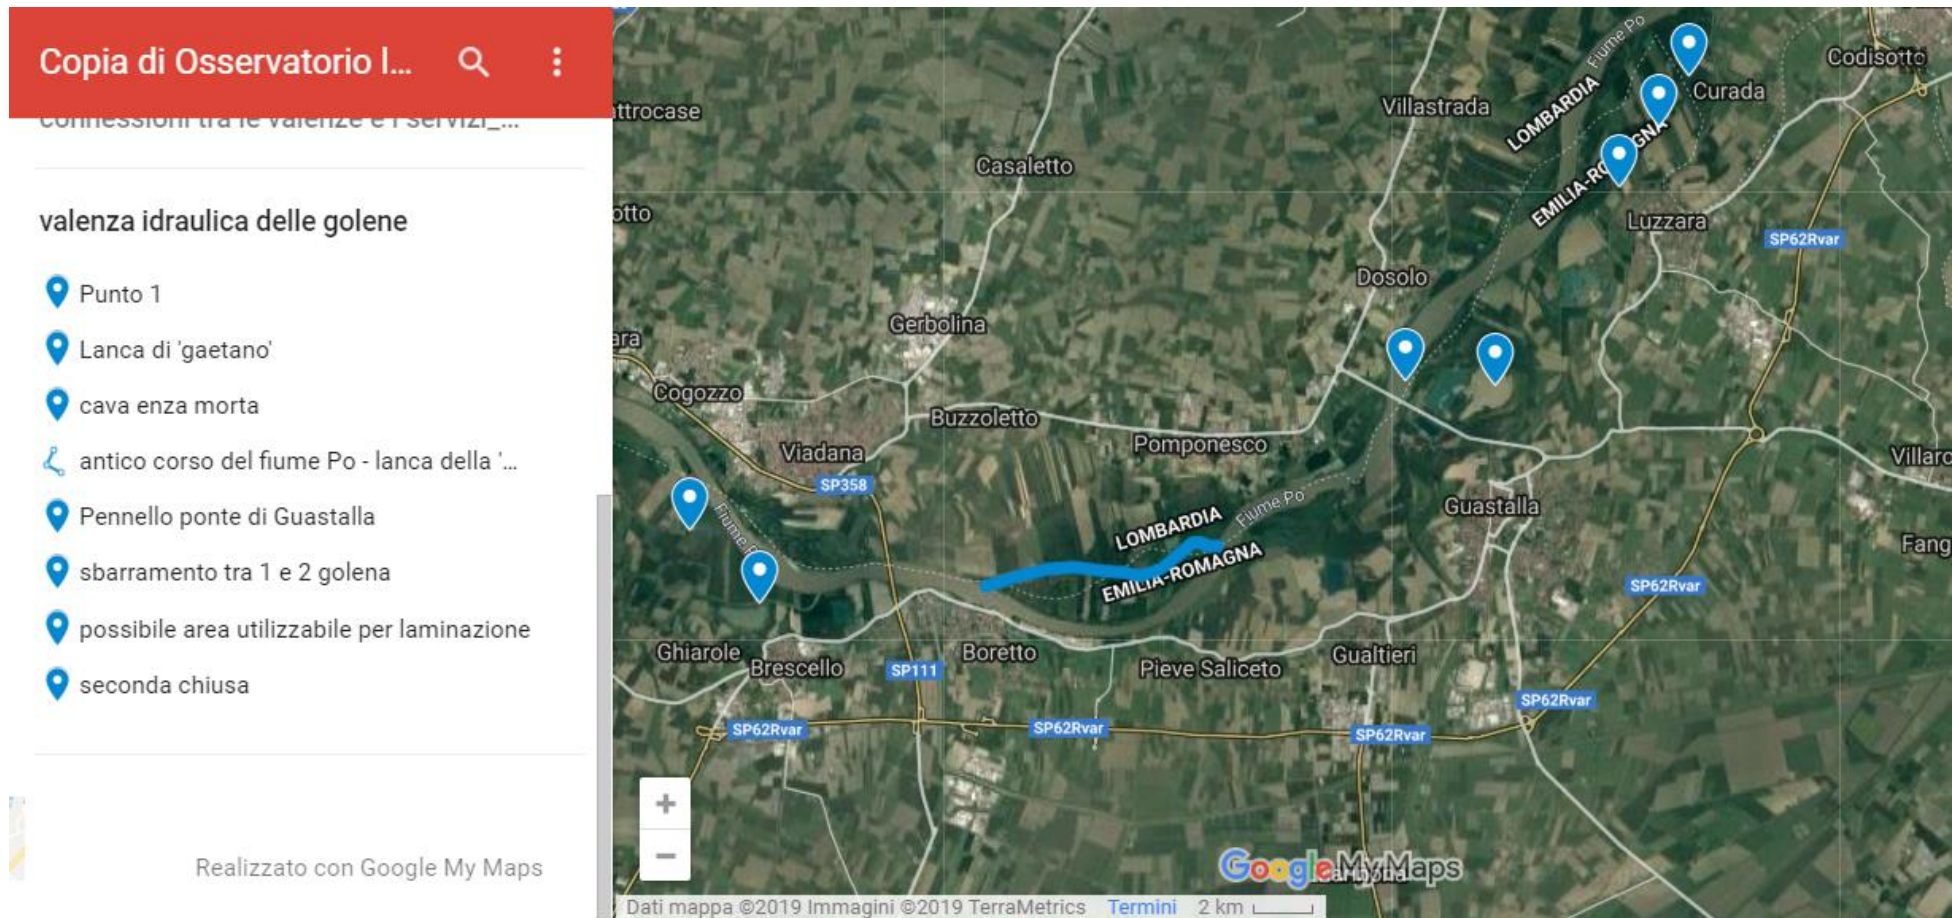 Copia di Osservatorio l...
connessioni tra le valenze e i servizi_...
valenza idraulica delle golene
Punto 1
Lanca di 'gaetano'
cava enza morta
antico corso del fiume Po - lanca della '...
Pennello ponte di Guastalla
sbarramento tra 1 e 2 golena
possibile area utilizzabile per laminazione
seconda chiusa
Realizzato con Google My Maps
Fiume Po
Codisotto
Curada
LOMBARDIA
Villastrada
ttrocase
EMILIA-ROMAGNA
Casaletto
otto
Luzzara
SP62Rvar
Dosolo
Gerbolina
ara
Cogozzo
Buzzoletto
Pomponesco
Viadana
Villaro
SP358
Guastalla
Fiume Po
LOMBARDIA
Fiume P
Fang
EMILIA-ROMAGNA
SP62Rvar
Ghiarole
Boretto
Gualtieri
Brescello
SP111
Pieve Saliceto
SP62Rvar
SP62Rvar
SP62Rvar
SP62Rvar
+
−
Google My Maps
Dati mappa ©2019 Immagini ©2019 TerraMetrics Termini 2 km